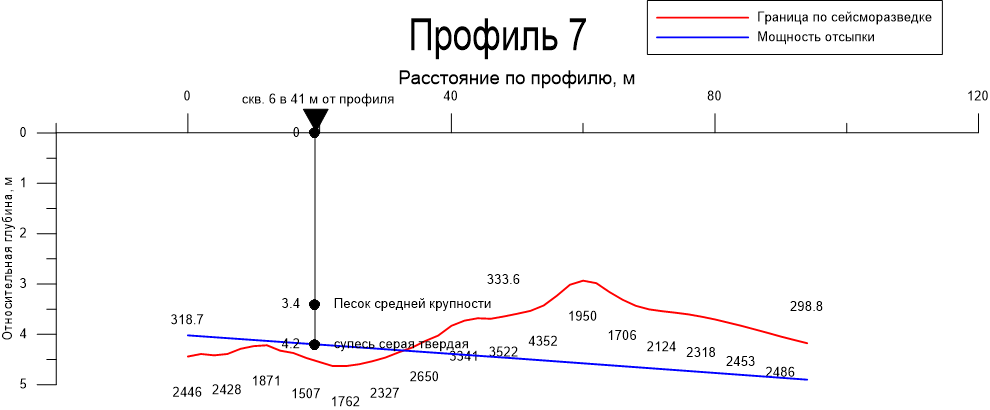 Профиль 7
Граница по сейсморазведке
Мощность отсыпки
Расстояние по профилю, м
0 40 80 120
скв. 6 в 41 м от профиля
0 0
1
2
3
4
5
Относительная глубина, м
333.6
3.4 Песок средней крупности
298.8
318.7
1950
1706
4.2 супесь серая твердая
4352
2124
3341 3522
2318
2453
2486
2650
1871
2446 2428 1507 2327
1762